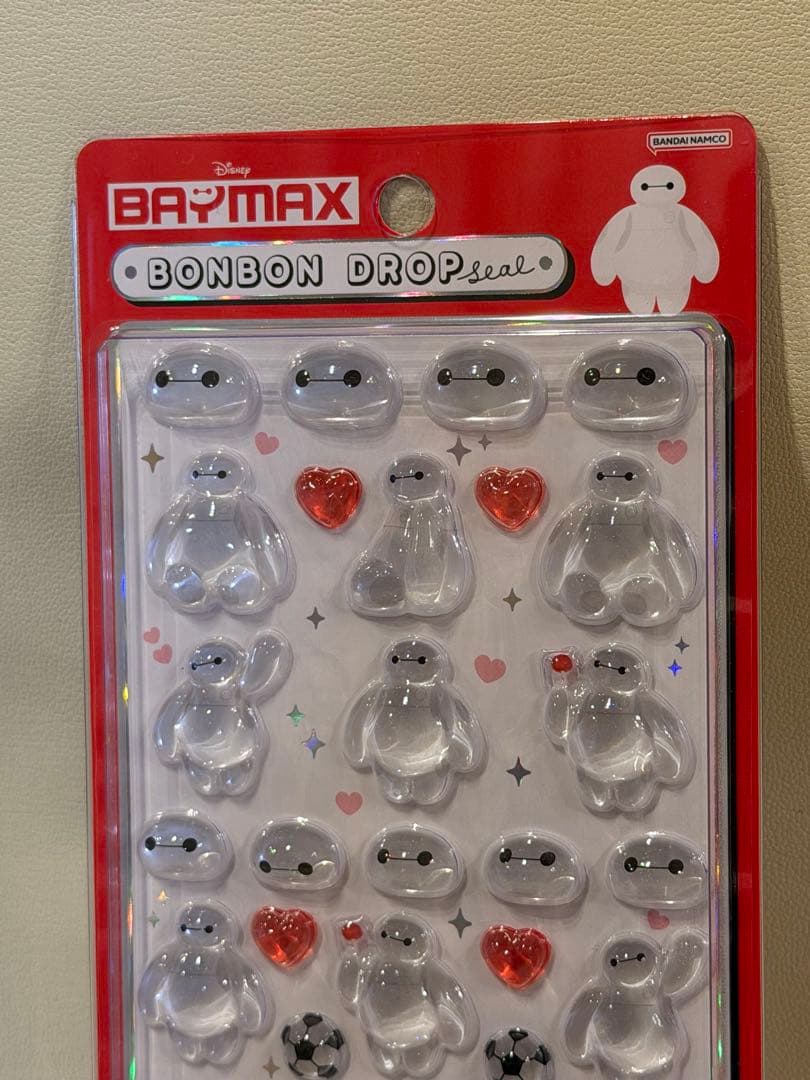 BANDAI NAMCO
Disney
BAYMAX
BONBON DROP seal